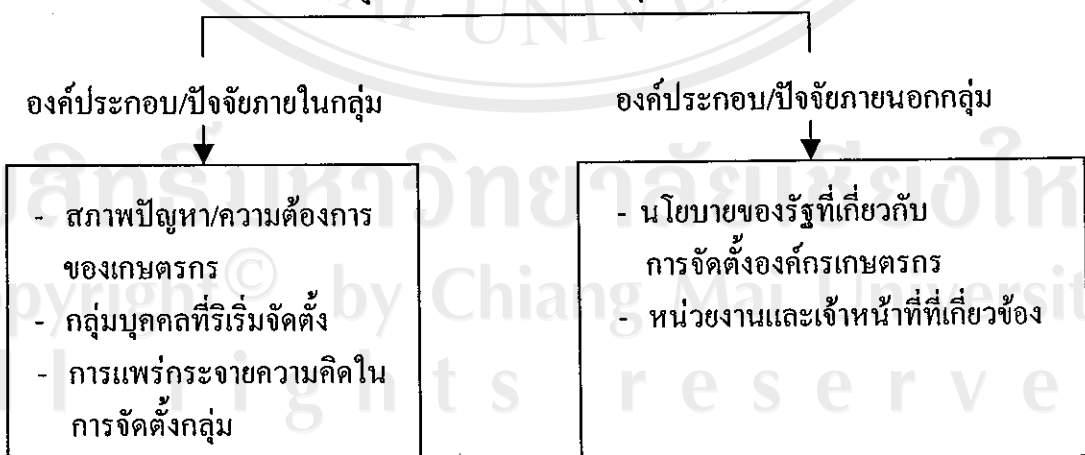 องค์ประกอบ/ปัจจัยภายในกลุ่ม
- สภาพปัญหา/ความต้องการ
ของเกษตรกร
- กลุ่มบุคคลที่ริเริ่มจัดตั้ง
- การแพร่กระจายความคิดใน
การจัดตั้งกลุ่ม
องค์ประกอบ/ปัจจัยภายนอกกลุ่ม
- นโยบายของรัฐที่เกี่ยวกับ
การจัดตั้งองค์กรเกษตรกร
- หน่วยงานและเจ้าหน้าที่ที่เกี่ยวข้อง
© by Chiang Mai
rights reserve